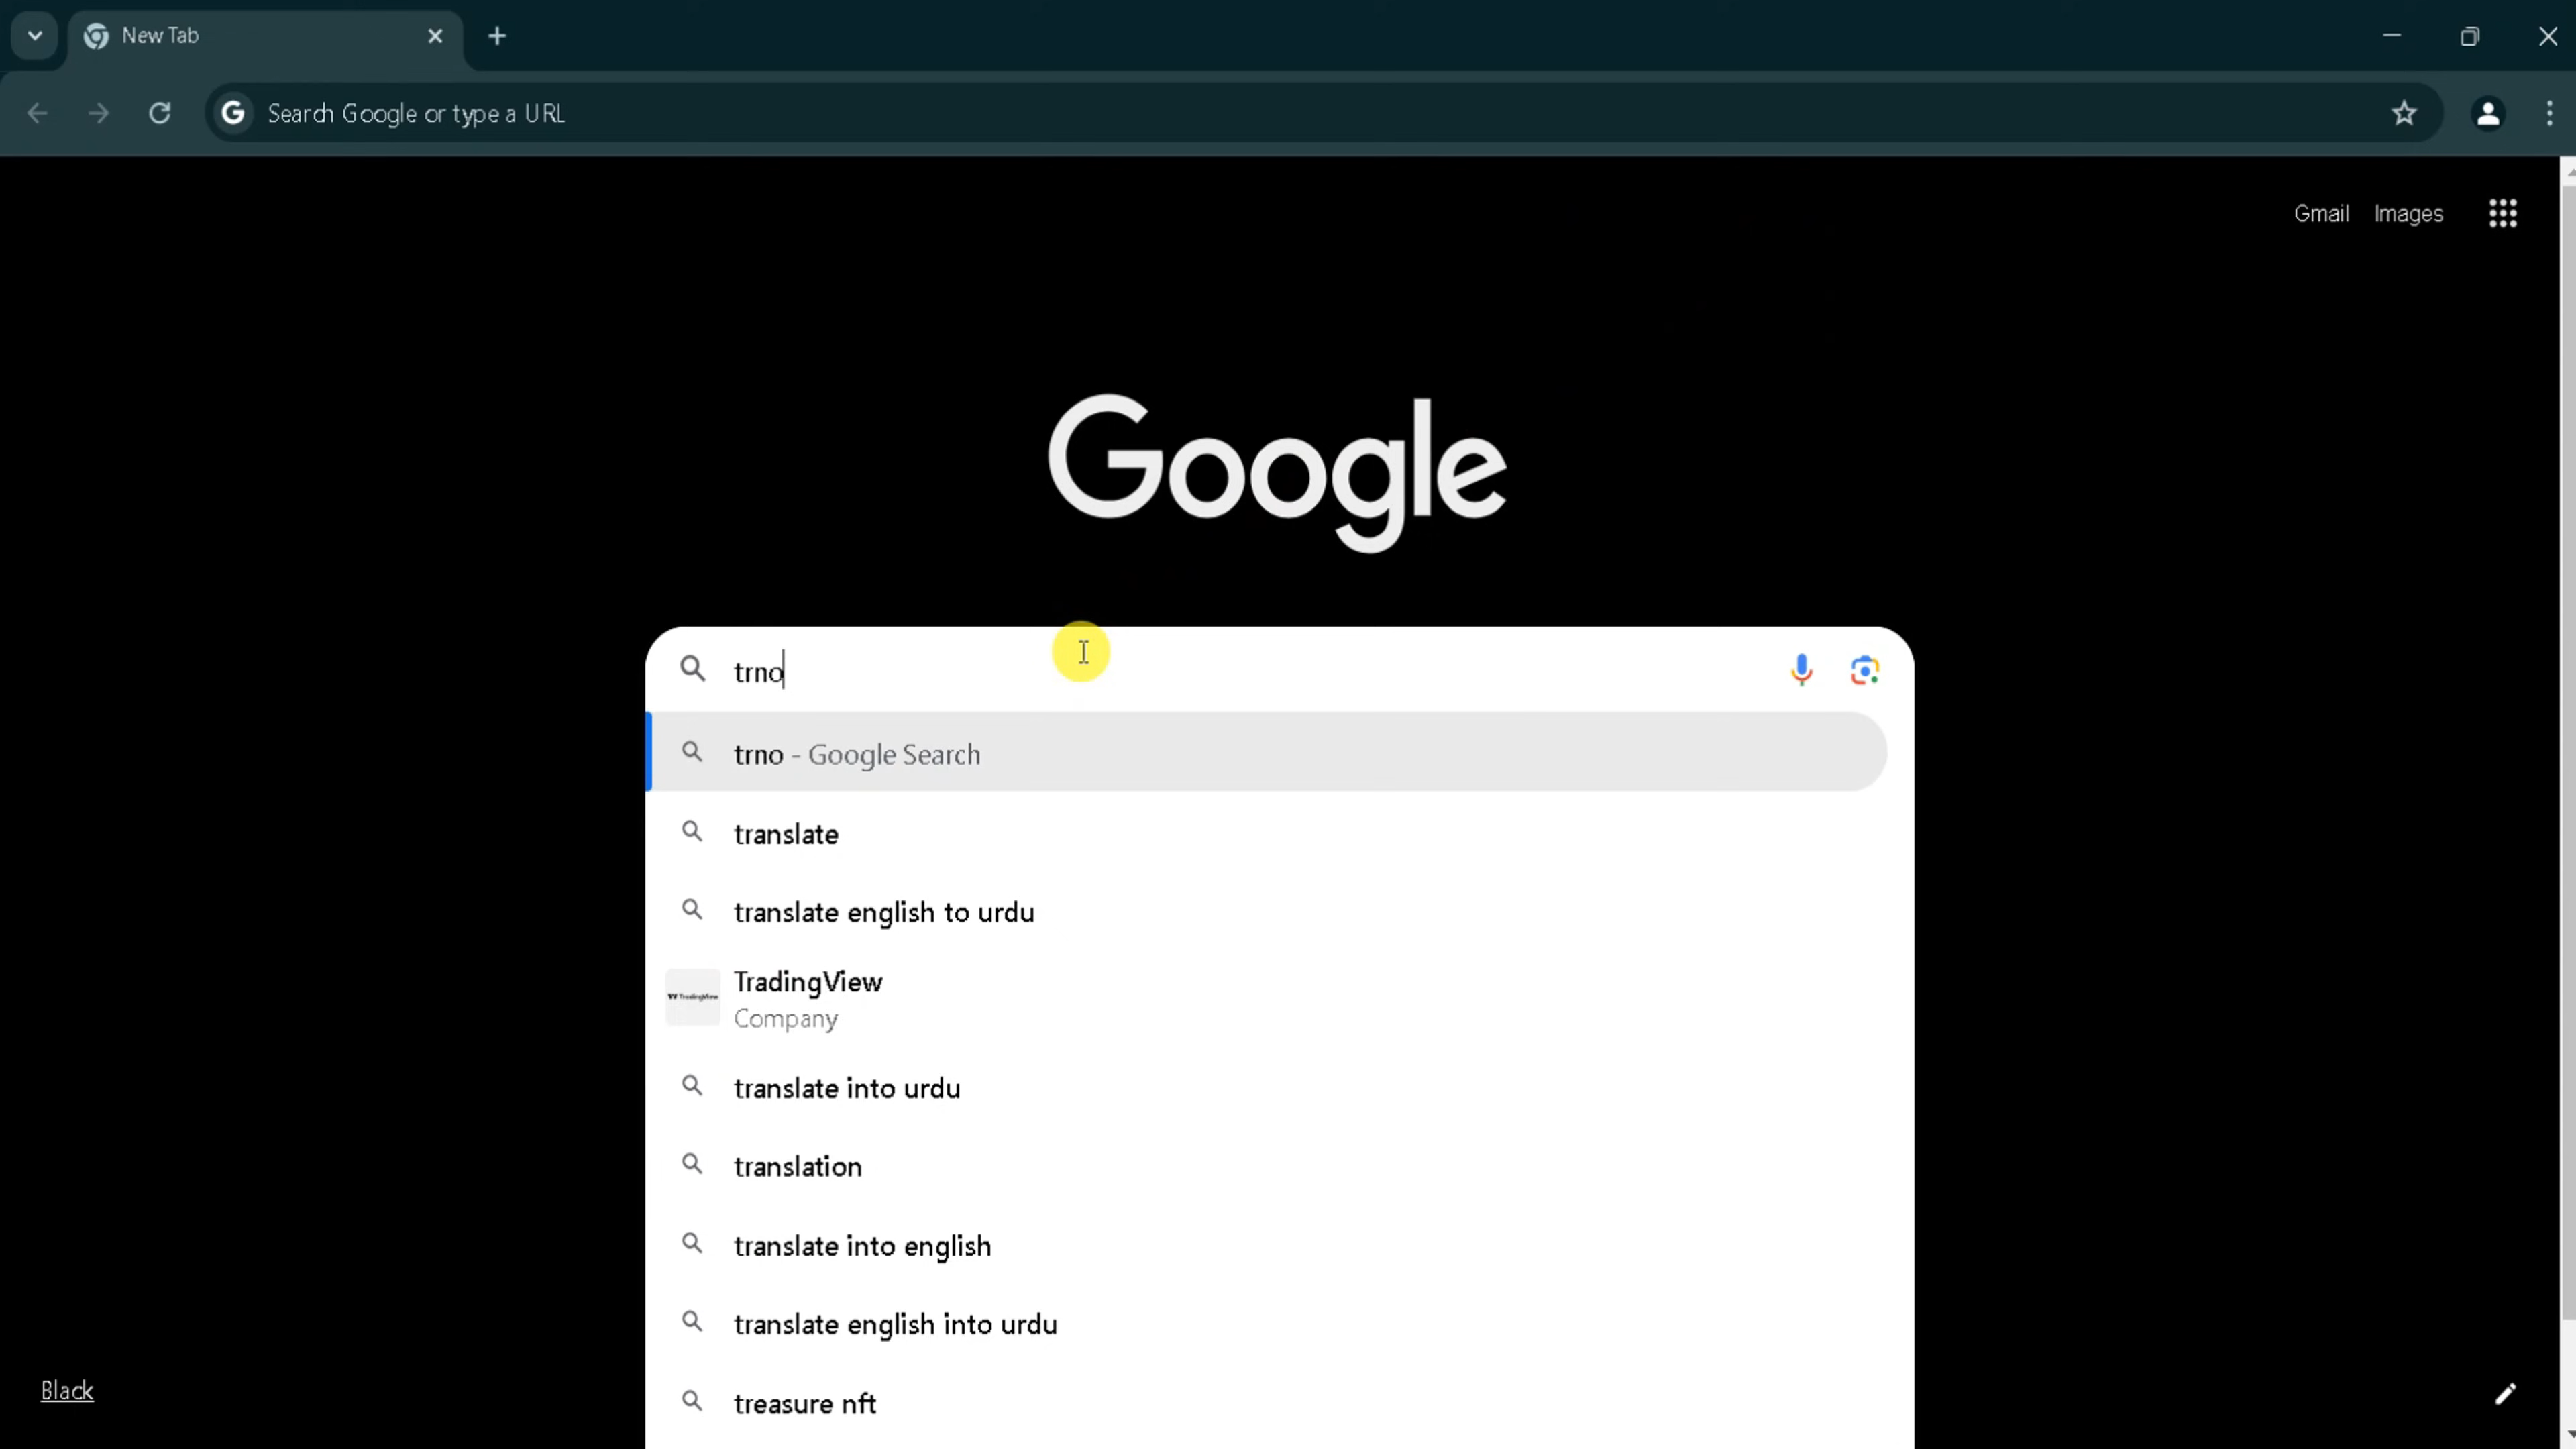 New Tab
Search Google or type a URL
Gmail Images
Google
trno
trno - Google Search
translate
translate english to urdu
TradingView
TradingView
Company
translate into urdu
translation
translate into english
translate english into urdu
treasure nft
Black